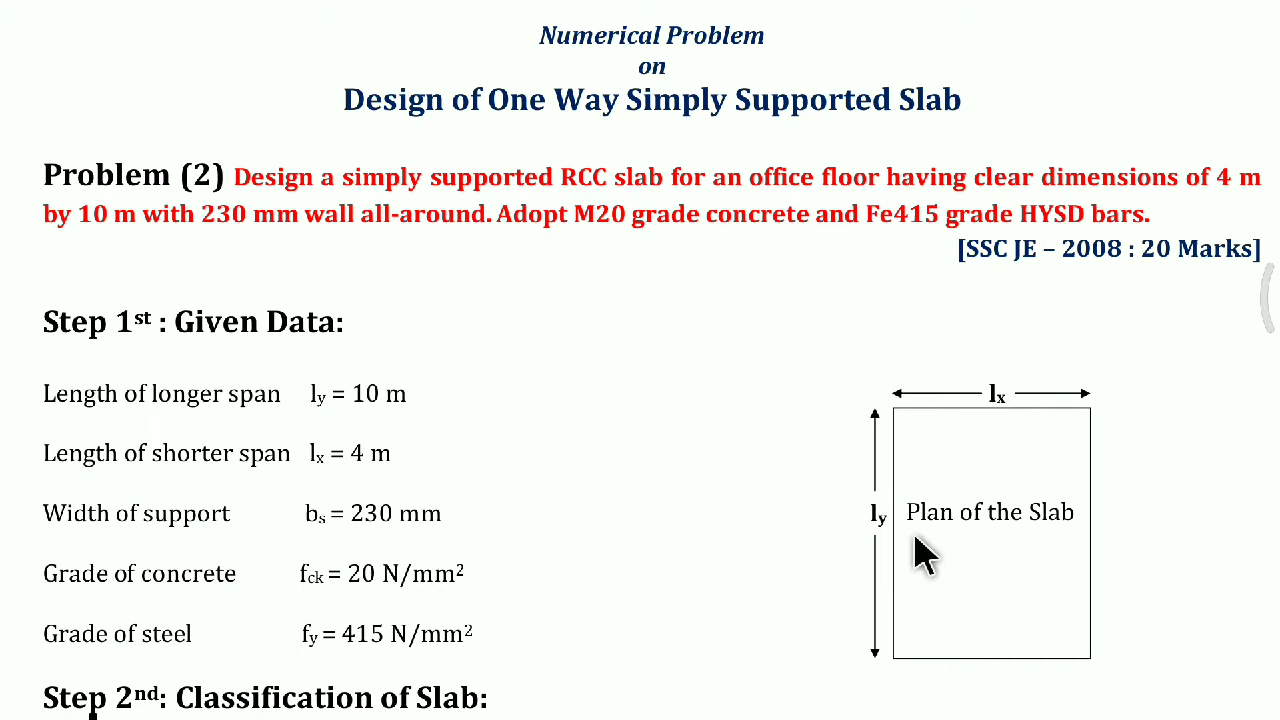 Numerical Problem
on
Design of One Way Simply Supported Slab
Problem (2) Design a simply supported RCC slab for an office floor having clear dimensions of 4 m
by 10 m with 230 mm wall all-around. Adopt M20 grade concrete and Fe415 grade HYSD bars.
[SSC JE – 2008 : 20 Marks]
Step 1st : Given Data:
Length of longer span ly = 10 m
Length of shorter span lx = 4 m
Width of support bs = 230 mm
Grade of concrete fck = 20 N/mm²
Grade of steel fy = 415 N/mm²
lx
ly
Plan of the Slab
Step 2nd: Classification of Slab: